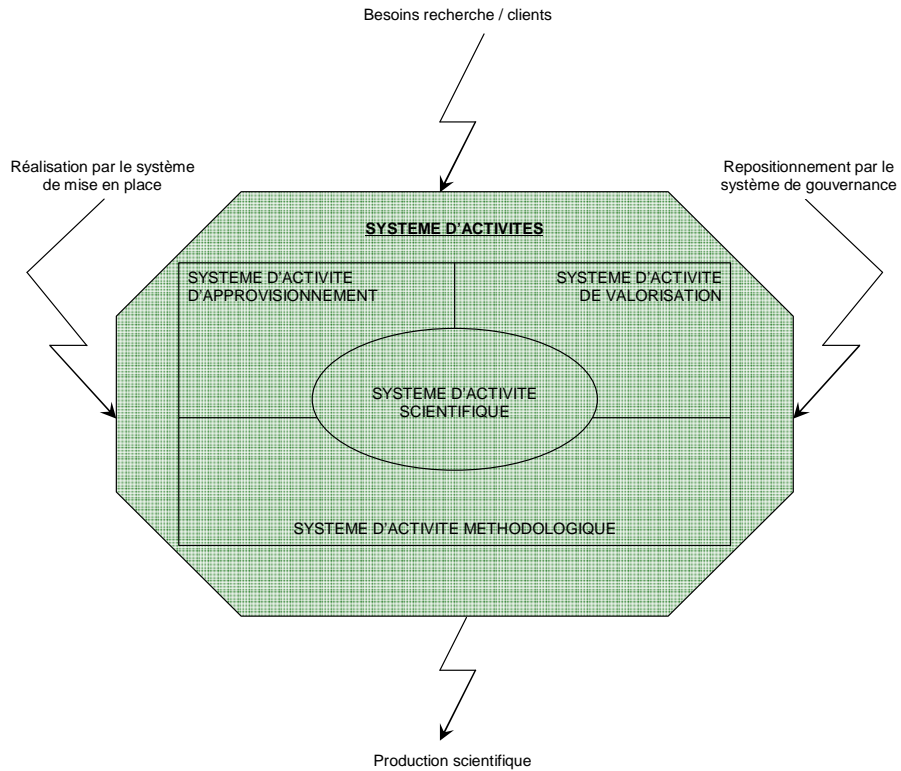 Besoins recherche / clients
Réalisation par le système
de mise en place
Repositionnement par le
système de gouvernance
SYSTEME D'ACTIVITES
SYSTEME D'ACTIVITE
D'APPROVISIONNEMENT
SYSTEME D'ACTIVITE
DE VALORISATION
SYSTEME D'ACTIVITE
SCIENTIFIQUE
SYSTEME D'ACTIVITE METHODOLOGIQUE
Production scientifique